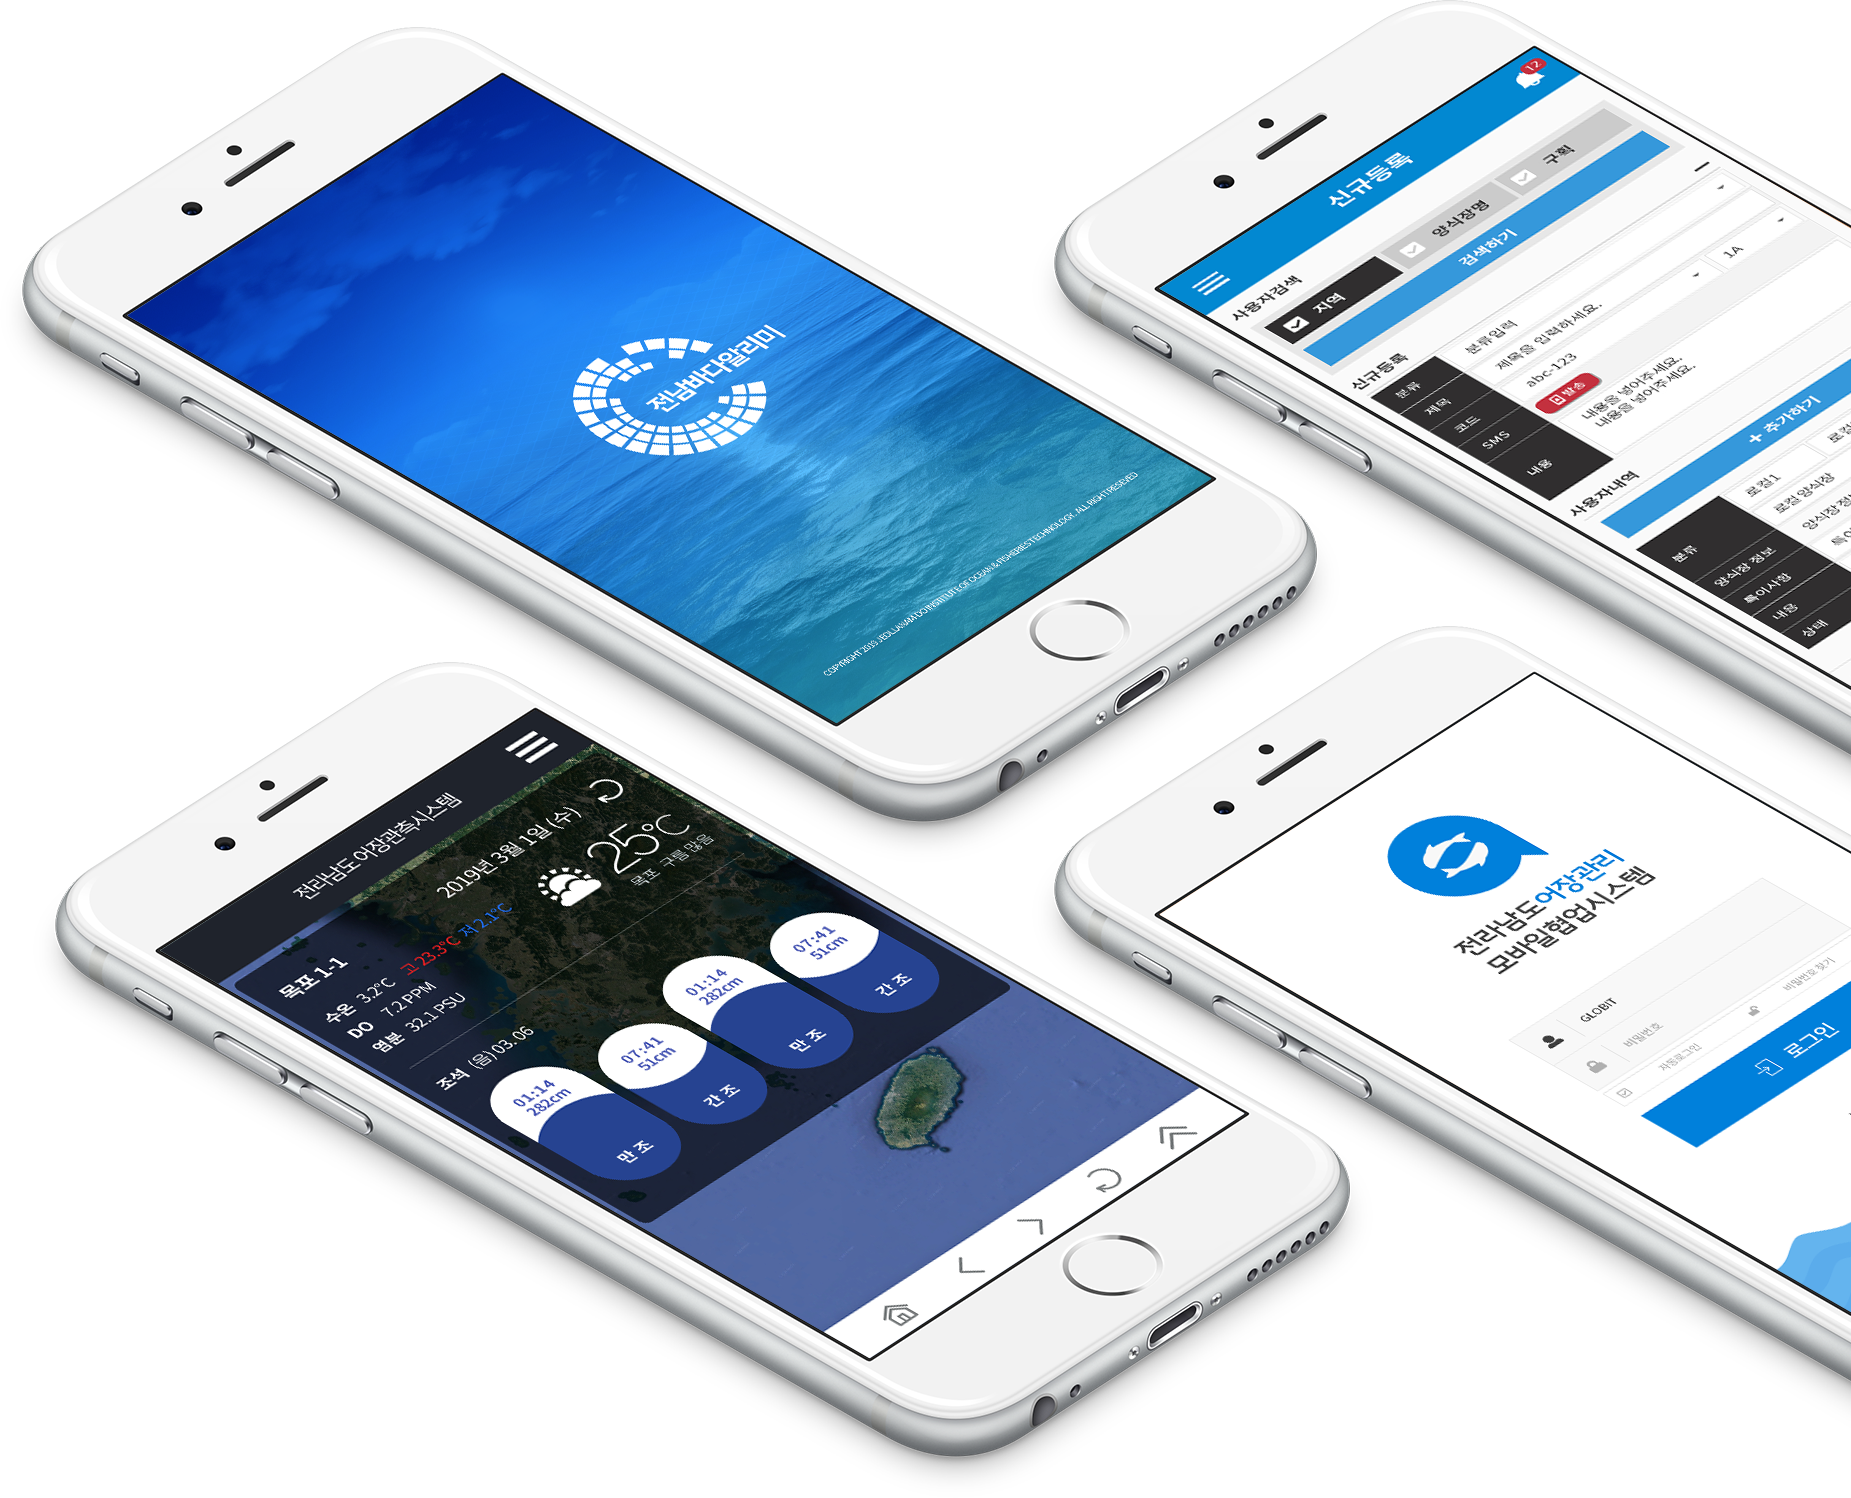 전남바다알리미
COPYRIGHT 2019 JEOLLANAM-DO INSTITUTE OF OCEAN & FISHERIES TECHNOLOGY. ALL RIGHT RESEVED
12
신규등록
사용자검색
지역
양식장명
구획
검색하기
신규등록
분류
분류입력
제목
제목을 입력하세요.
코드
abc-123
1A
SMS
발송
내용
내용을 넣어주세요.
내용을 넣어주세요.
사용자내역
+ 추가하기
분류
로컬1
로컬
양식장 정보
로컬 양식장
특이사항
양식장 정보
내용
상태
전라남도 어장관측시스템
2019년 3월 1일 (수)
25°C
목포 구름 많음
목포 1-1
수온 3.2°C 고 23.3°C 저 2.1°C
DO 7.2 PPM
염분 32.1 PSU
조석 (음) 03. 06
01:14
282cm
만조
07:41
51cm
간조
01:14
282cm
만조
07:41
51cm
간조
전라남도어장관리
모바일협업시스템
GLOBIT
비밀번호
자동로그인
비밀번호 찾기
로그인